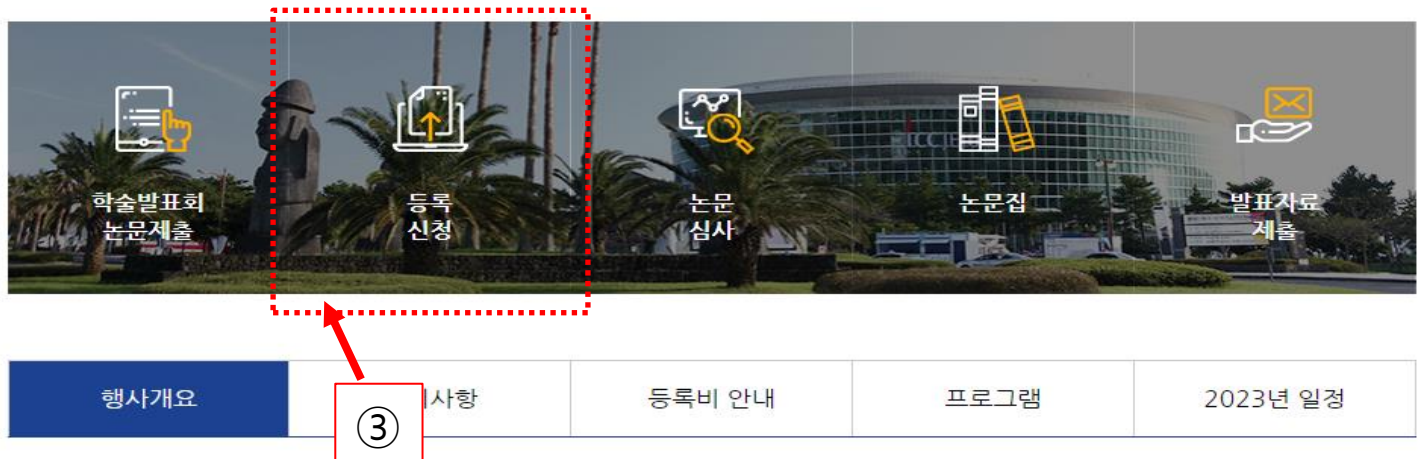 학술발표회
논문제출
등록
신청
논문
심사
논문집
발표자료
제출
행사개요
사항
등록비 안내
프로그램
2023년 일정
③